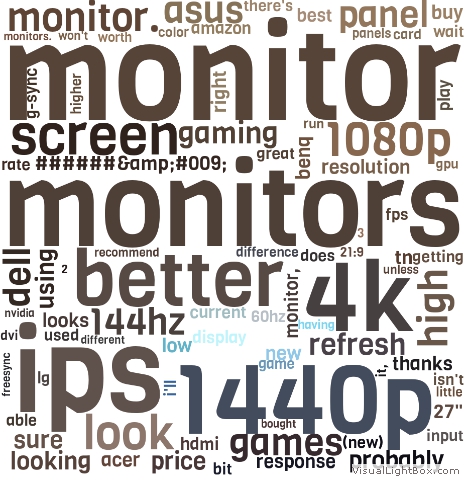 monitor. asus there's best panel buy
monitors. won't worth color amazon panels card wait
monitor
g-sync higher right play
screen gaming run 1080p
great benq resolution gpu
rate ######&amp;#009;
monitors
3 fps
dell using 2 recommend difference does 21:9 tn getting
better monitor, 4k unless high
nvidia looks 144hz current 60hz having
dvi used different low display refresh
ips new game it, thanks
freesync lg i'll 1440p isn't
little
able look bought 27"
sure hdmi games (new) input
looking acer price bit response probably
VisualLightBox.com